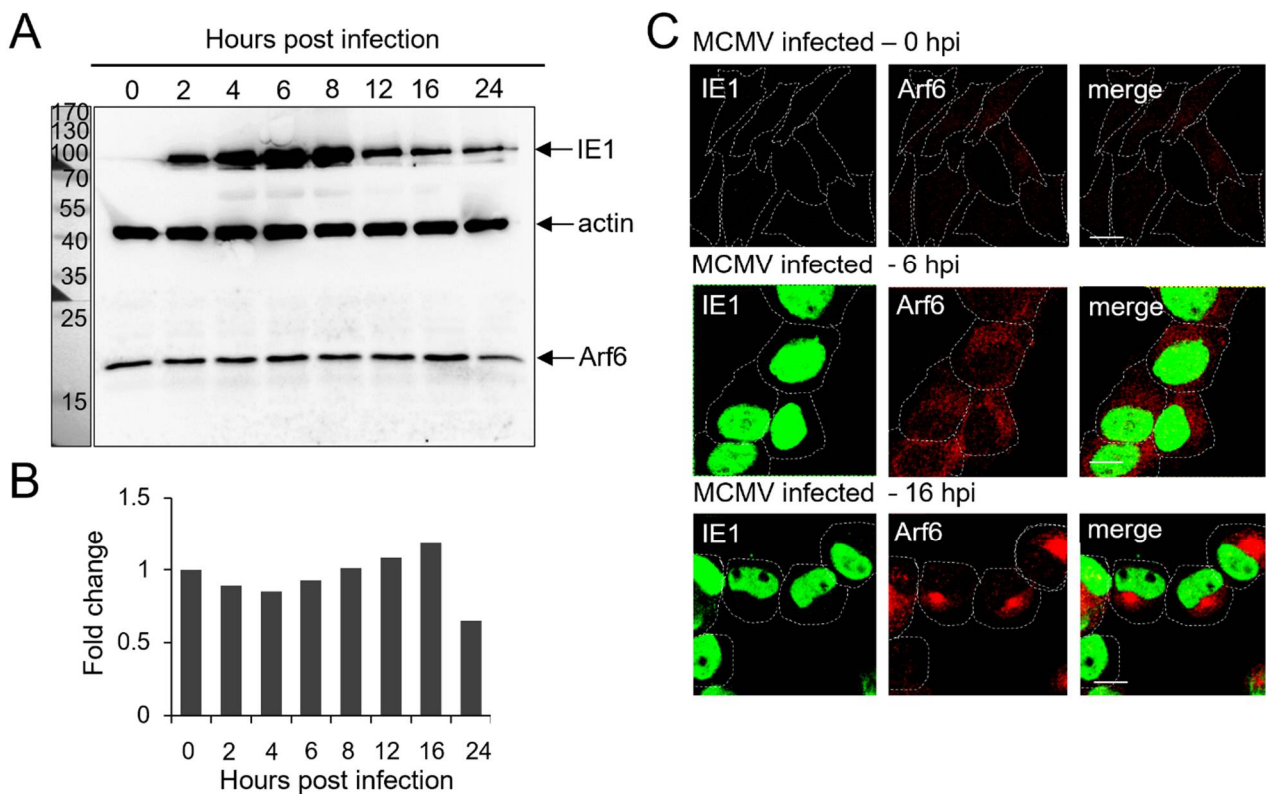 A
Hours post infection
0 2 4 6 8 12 16 24
170
130
100
70
55
40
35
25
15
IE1
actin
Arf6
B
1.5
1
0.5
0
Fold change
0 2 4 6 8 12 16 24
Hours post infection
C
MCMV infected – 0 hpi
IE1 Arf6 merge
MCMV infected - 6 hpi
IE1 Arf6 merge
MCMV infected - 16 hpi
IE1 Arf6 merge